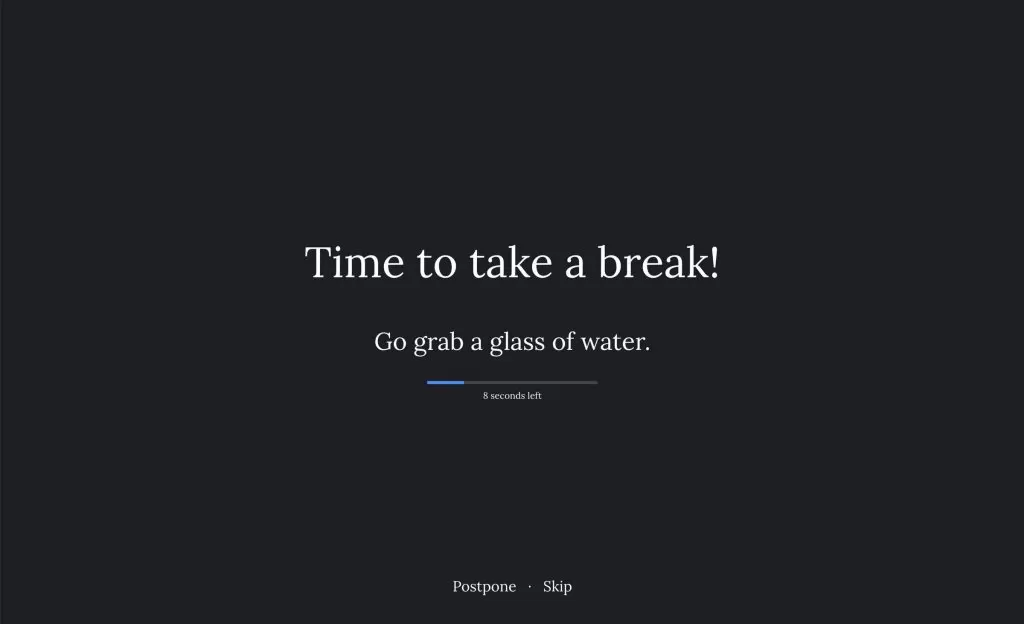 Time to take a break!
Go grab a glass of water.
8 seconds left
Postpone · Skip